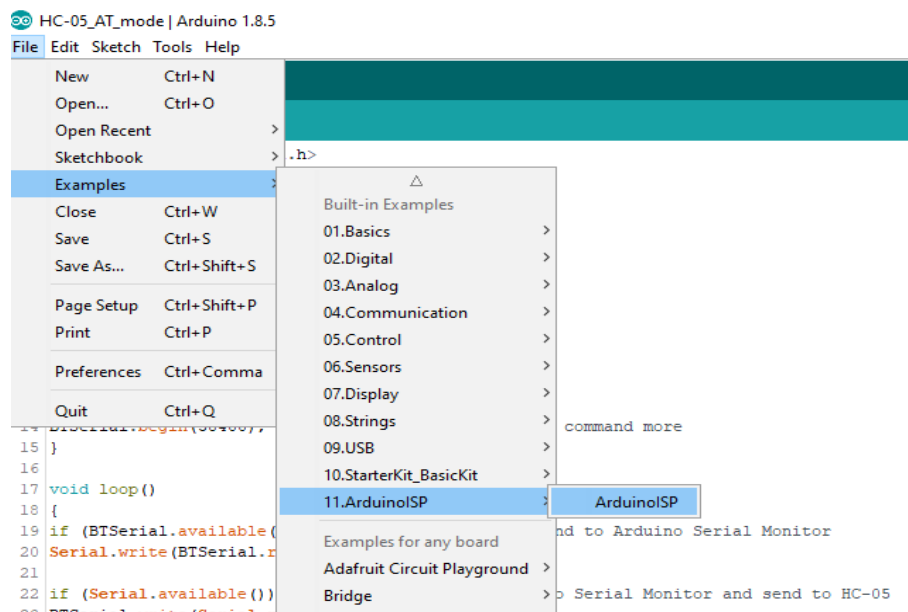 HC-05_AT_mode | Arduino 1.8.5
File Edit Sketch Tools Help
New Ctrl+N
Open... Ctrl+O
Open Recent
Sketchbook
Examples
Close Ctrl+W
Save Ctrl+S
Save As... Ctrl+Shift+S
Page Setup Ctrl+Shift+P
Print Ctrl+P
Preferences Ctrl+Comma
Quit Ctrl+Q
Built-in Examples
01.Basics
02.Digital
03.Analog
04.Communication
05.Control
06.Sensors
07.Display
08.Strings
09.USB
10.StarterKit_BasicKit
11.ArduinoISP
ArduinoISP
Examples for any board
Adafruit Circuit Playground
Bridge
.h>
command more
15 }
16
17 void loop()
18 {
19 if (BTSerial.available( nd to Arduino Serial Monitor
20 Serial.write(BTSerial.r
21
22 if (Serial.available()) Serial Monitor and send to HC-05